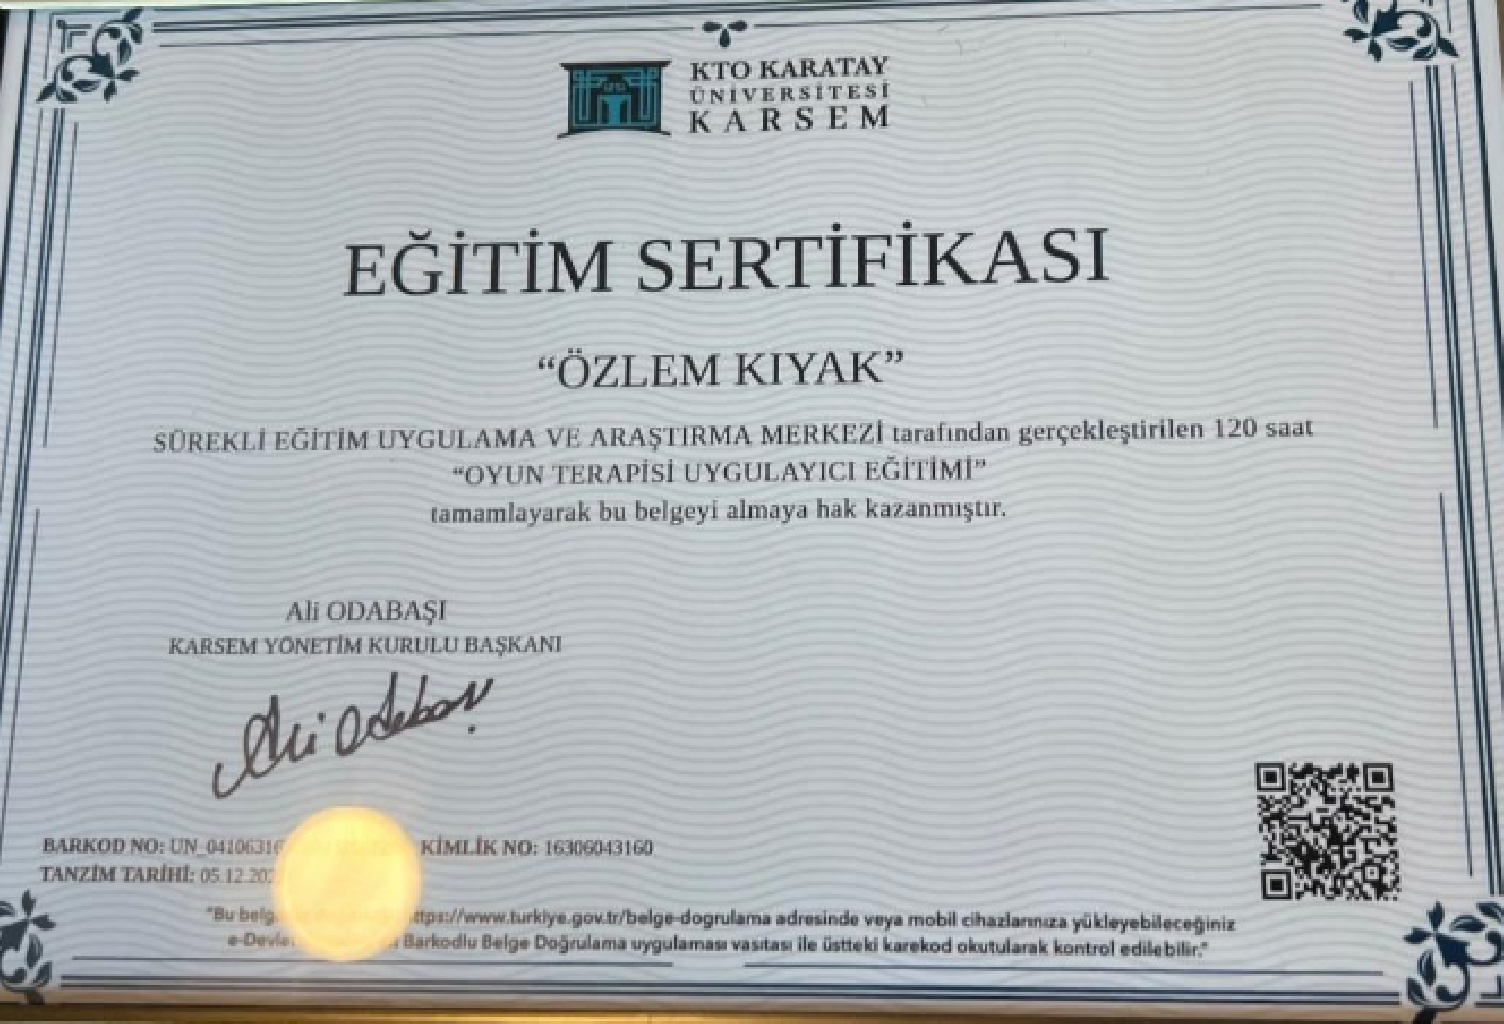 KTO KARATAY
ÜNİVERSİTESİ
KARSEM
EĞİTİM SERTİFİKASI
“ÖZLEM KIYAK”
SÜREKLİ EĞİTİM UYGULAMA VE ARAŞTIRMA MERKEZİ tarafından gerçekleştirilen 120 saat
“OYUN TERAPİSİ UYGULAYICI EĞİTİMİ”
tamamlayarak bu belgeyi almaya hak kazanmıştır.
Ali ODABAŞI
KARSEM YÖNETİM KURULU BAŞKANI
Ali Odabaşı
BARKOD NO: KİMLİK NO: 16306043160
TANZİM TARİHİ: 05.12.
"Bu https://www.turkiye.gov.tr/belge-dogrulama adresinde veya mobil cihazlarınıza yükleyebileceğiniz
Barkodlu Belge Doğrulama uygulaması vasıtası ile üstteki karekod okutularak kontrol edilebilir."